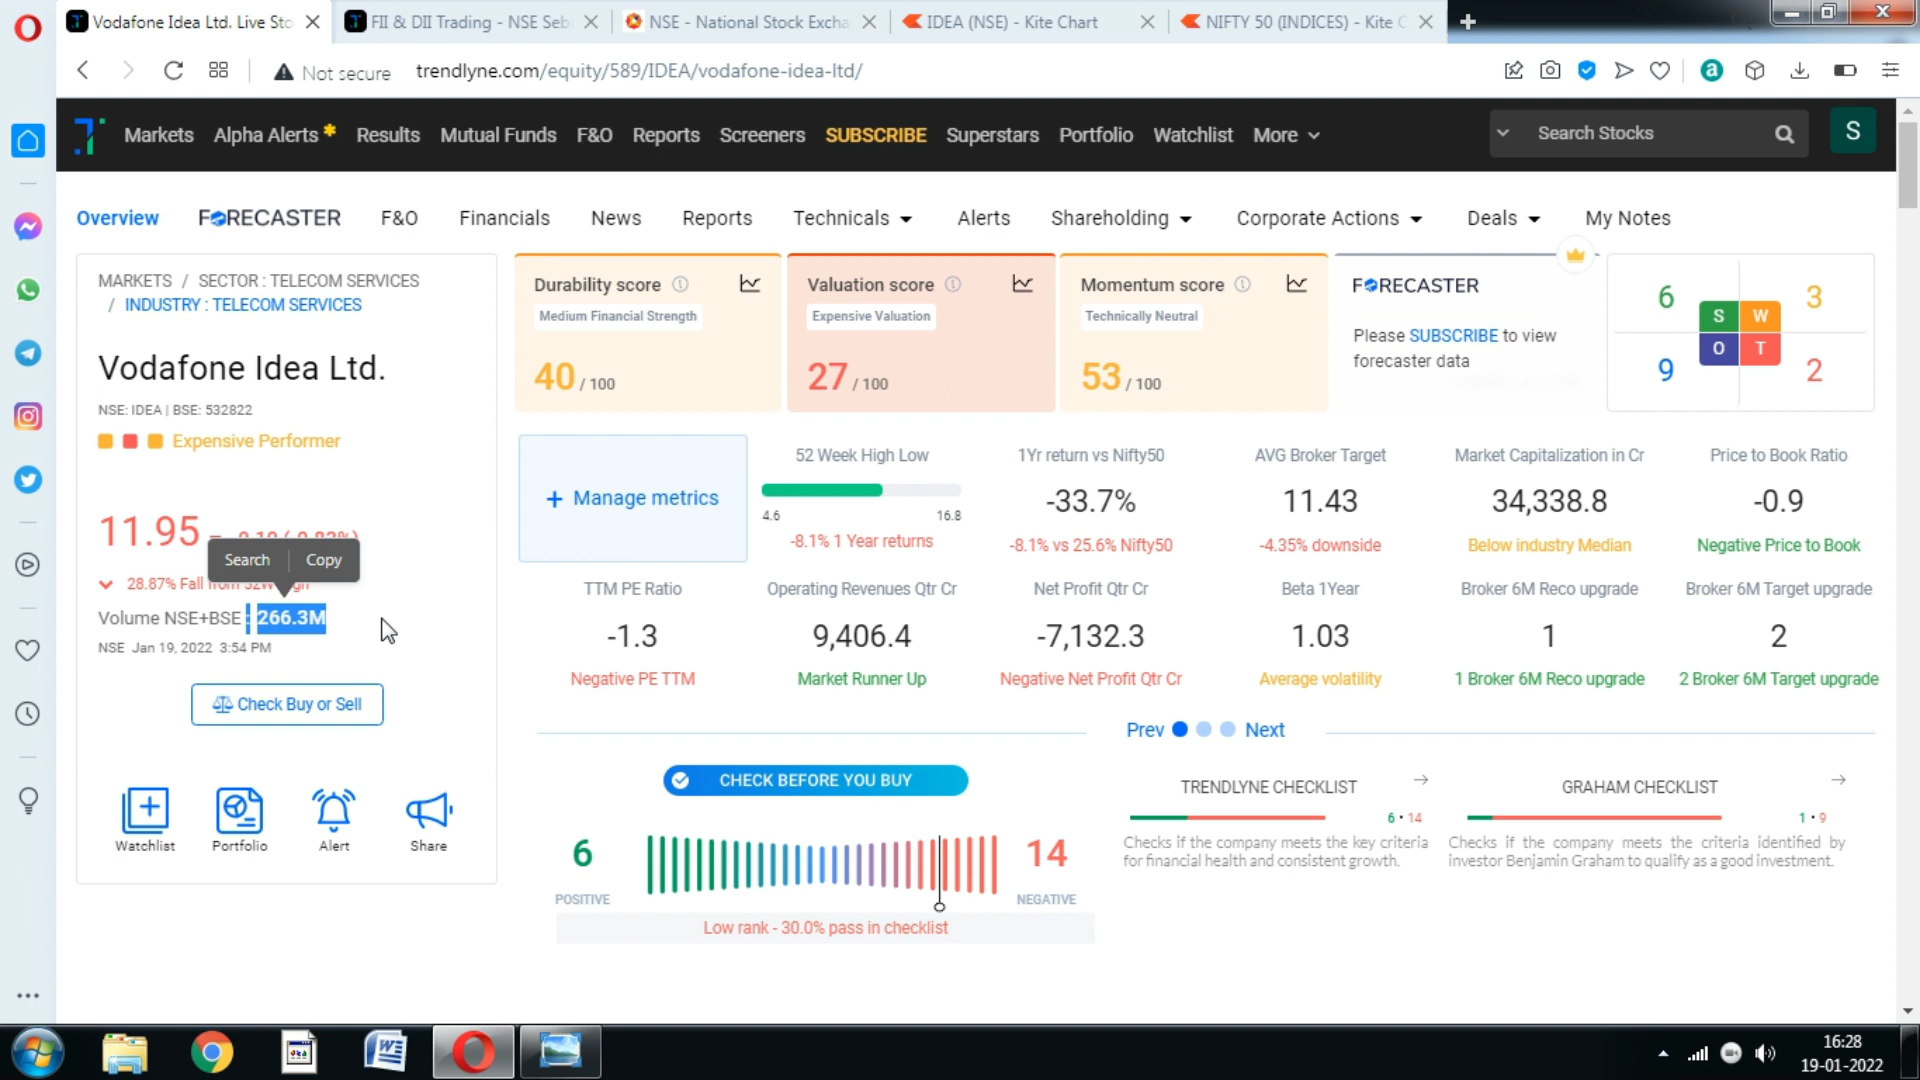 Vodafone Idea Ltd. Live Sto
FII & DII Trading - NSE Seb
NSE - National Stock Excha
IDEA (NSE) - Kite Chart
NIFTY 50 (INDICES) - Kite C
Not secure
trendlyne.com/equity/589/IDEA/vodafone-idea-ltd/
Markets
Alpha Alerts
Results
Mutual Funds
F&O
Reports
Screeners
SUBSCRIBE
Superstars
Portfolio
Watchlist
More
Search Stocks
S
Overview
FORECASTER
F&O
Financials
News
Reports
Technicals
Alerts
Shareholding
Corporate Actions
Deals
My Notes
MARKETS / SECTOR : TELECOM SERVICES
/ INDUSTRY : TELECOM SERVICES
Vodafone Idea Ltd.
NSE: IDEA | BSE: 532822
Expensive Performer
11.95
Search
Copy
28.87% Fall from 52W
Volume NSE+BSE : 266.3M
NSE Jan 19, 2022 3:54 PM
Check Buy or Sell
Watchlist
Portfolio
Alert
Share
Durability score
Medium Financial Strength
40 / 100
Valuation score
Expensive Valuation
27 / 100
Momentum score
Technically Neutral
53 / 100
FORECASTER
Please SUBSCRIBE to view
forecaster data
6
3
S
W
O
T
9
2
+ Manage metrics
52 Week High Low
4.6
16.8
-8.1% 1 Year returns
1Yr return vs Nifty50
-33.7%
-8.1% vs 25.6% Nifty50
AVG Broker Target
11.43
-4.35% downside
Market Capitalization in Cr
34,338.8
Below industry Median
Price to Book Ratio
-0.9
Negative Price to Book
TTM PE Ratio
-1.3
Negative PE TTM
Operating Revenues Qtr Cr
9,406.4
Market Runner Up
Net Profit Qtr Cr
-7,132.3
Negative Net Profit Qtr Cr
Beta 1Year
1.03
Average volatility
Broker 6M Reco upgrade
1
1 Broker 6M Reco upgrade
Broker 6M Target upgrade
2
2 Broker 6M Target upgrade
Prev
Next
CHECK BEFORE YOU BUY
6
POSITIVE
14
NEGATIVE
Low rank - 30.0% pass in checklist
TRENDLYNE CHECKLIST
6 • 14
Checks if the company meets the key criteria
for financial health and consistent growth.
GRAHAM CHECKLIST
1 • 9
Checks if the company meets the criteria identified by
investor Benjamin Graham to qualify as a good investment.
16:28
19-01-2022